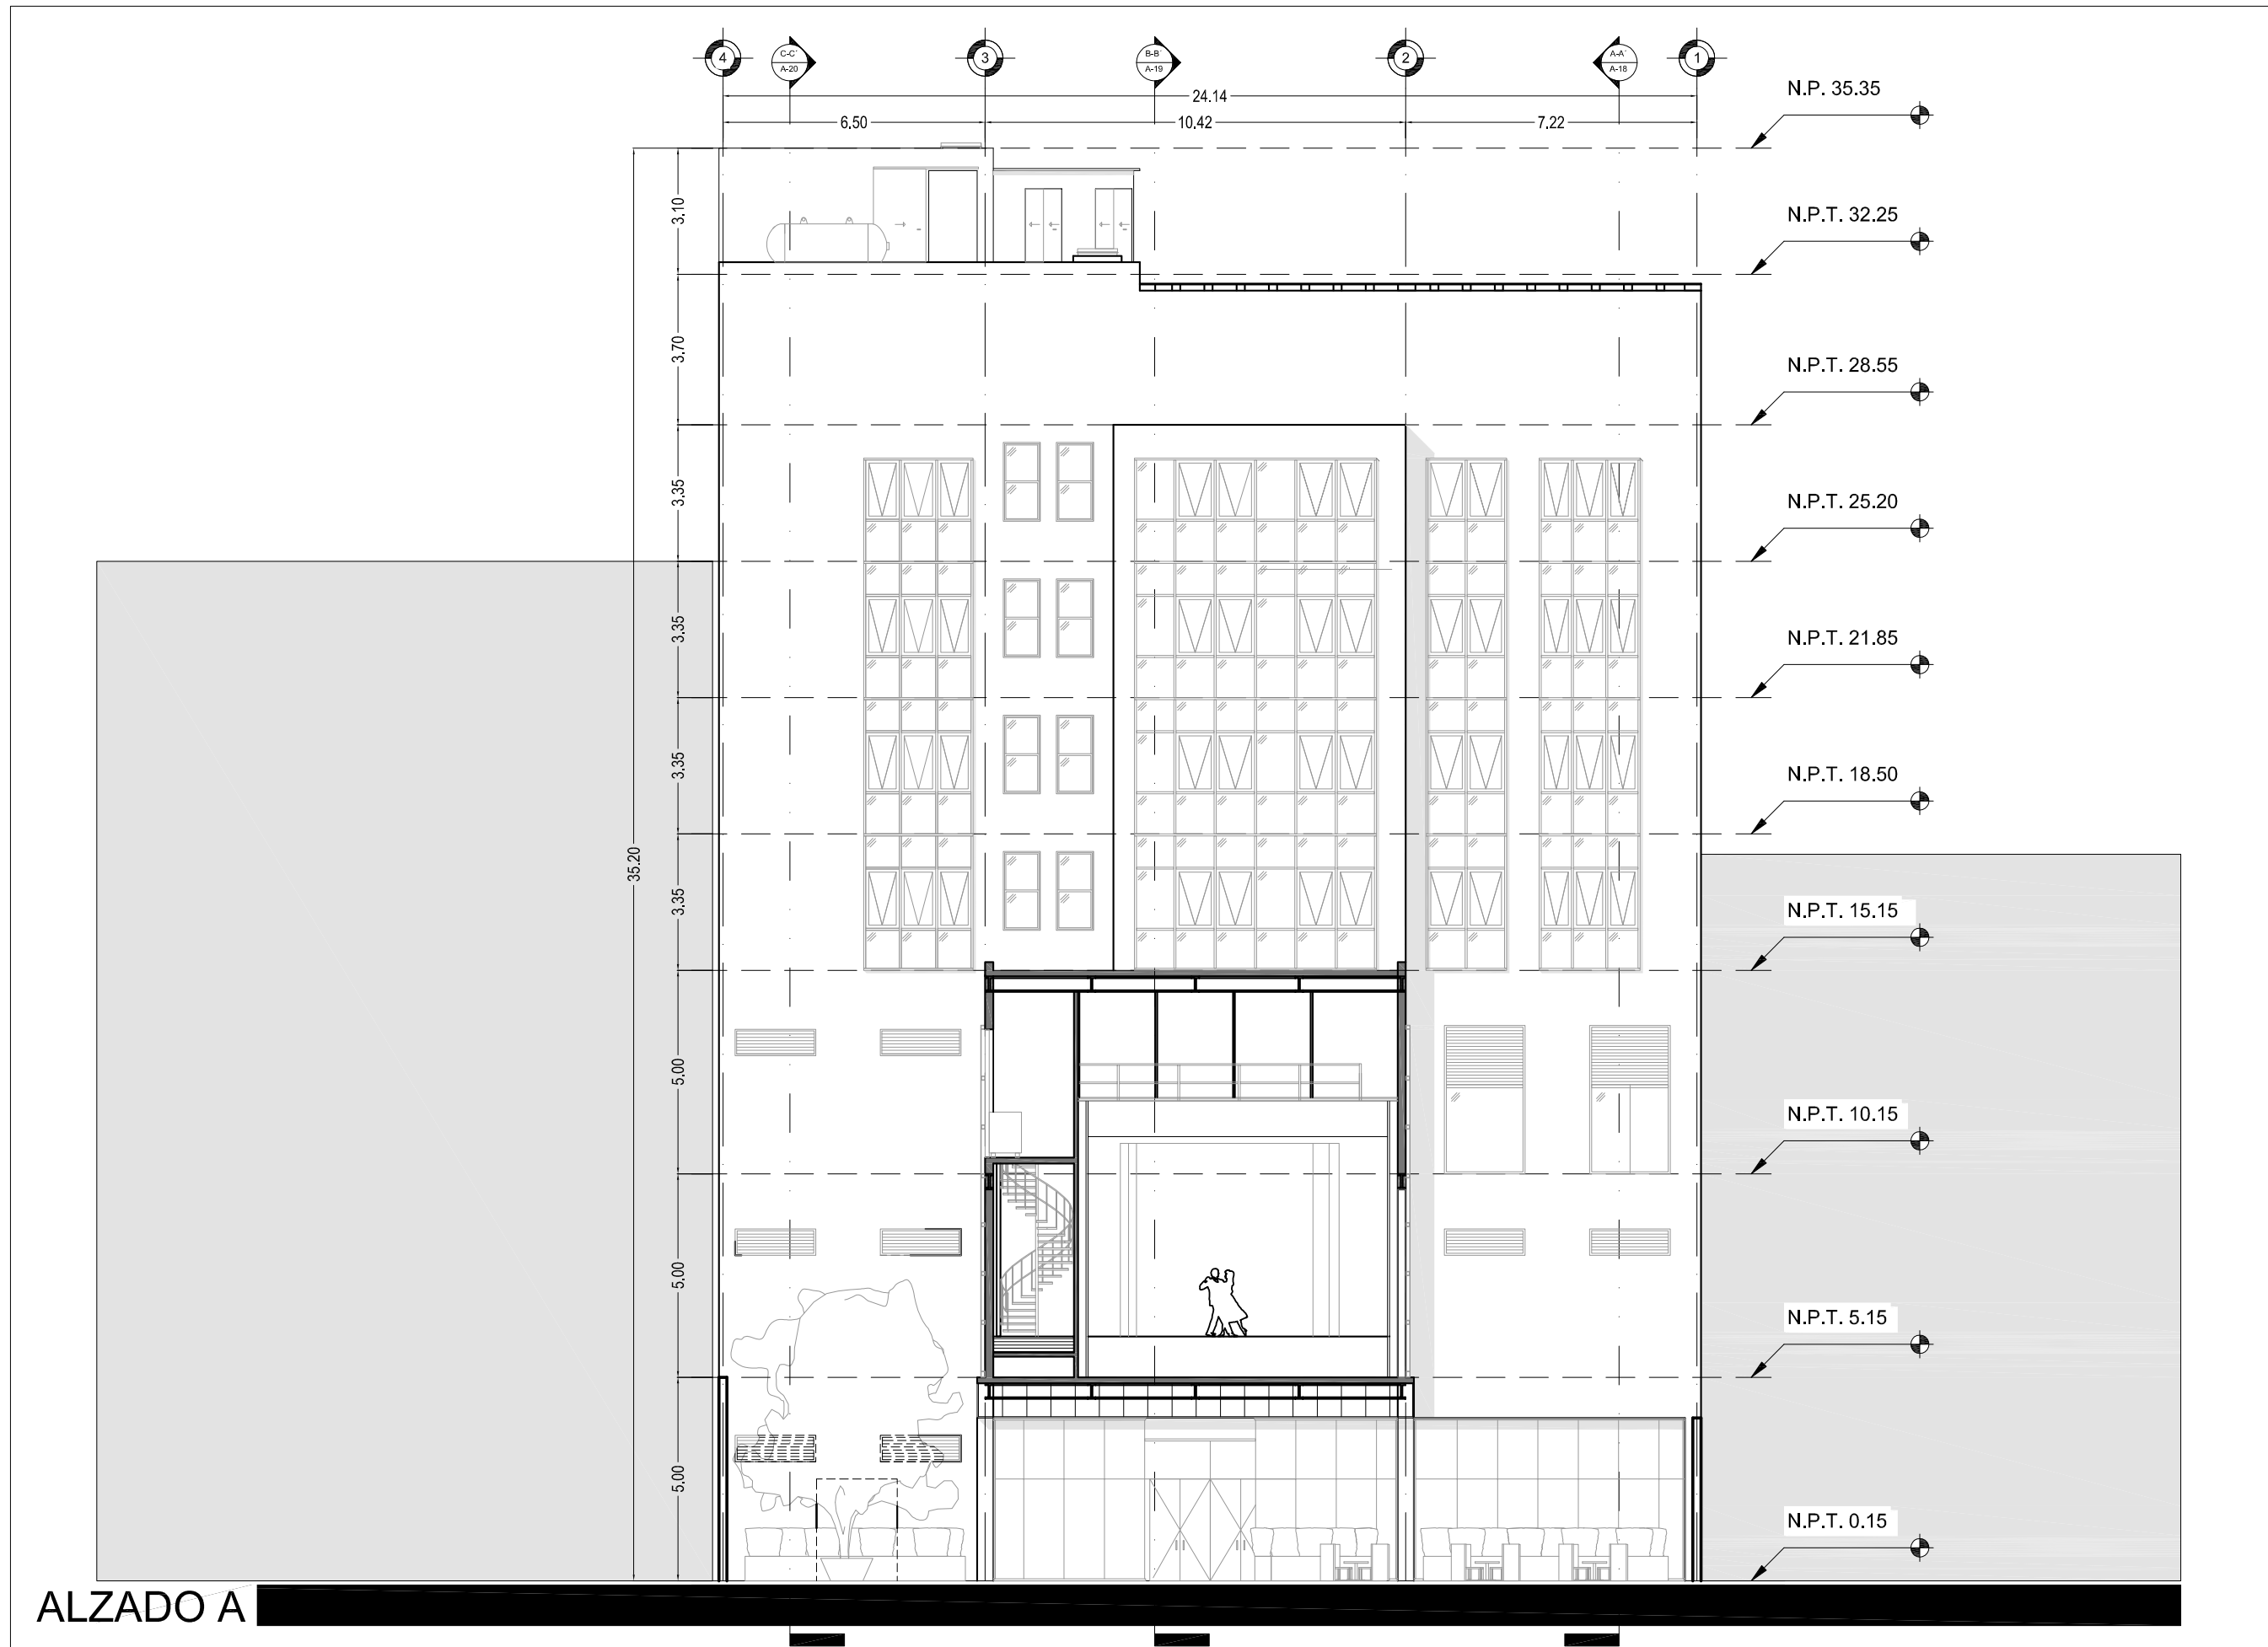 4
C-C'
A-20
3
B-B'
A-19
2
A-A'
A-18
1
24.14
6.50
10.42
7.22
N.P. 35.35
3.10
N.P.T. 32.25
3.70
N.P.T. 28.55
3.35
N.P.T. 25.20
3.35
N.P.T. 21.85
3.35
N.P.T. 18.50
35.20
3.35
N.P.T. 15.15
5.00
N.P.T. 10.15
5.00
N.P.T. 5.15
5.00
N.P.T. 0.15
ALZADO A